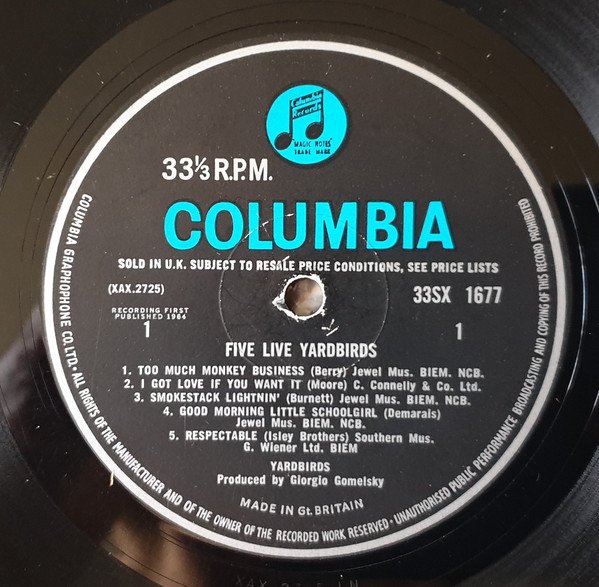 Columbia
Records
MAGIC NOTES
TRADE MARK
33⅓ R.P.M.
COLUMBIA
SOLD IN U.K. SUBJECT TO RESALE PRICE CONDITIONS, SEE PRICE LISTS
(XAX.2725) 33SX 1677
RECORDING FIRST
PUBLISHED 1964
1 1
FIVE LIVE YARDBIRDS
1. TOO MUCH MONKEY BUSINESS (Berry) Jewel Mus. BIEM. NCB.
2. I GOT LOVE IF YOU WANT IT (Moore) C. Connelly & Co. Ltd.
3. SMOKESTACK LIGHTNIN' (Burnett) Jewel Mus. BIEM. NCB.
4. GOOD MORNING LITTLE SCHOOLGIRL (Demarals)
Jewel Mus. BIEM. NCB.
5. RESPECTABLE (Isley Brothers) Southern Mus.
G. Wiener Ltd. BIEM
YARDBIRDS
Produced by Giorgio Gomelsky
MADE IN Gt. BRITAIN
COLUMBIA GRAPHOPHONE CO. LTD. · ALL RIGHTS OF THE MANUFACTURER AND OF THE OWNER OF THE RECORDED WORK RESERVED · UNAUTHORISED PUBLIC PERFORMANCE BROADCASTING AND COPYING OF THIS RECORD PROHIBITED